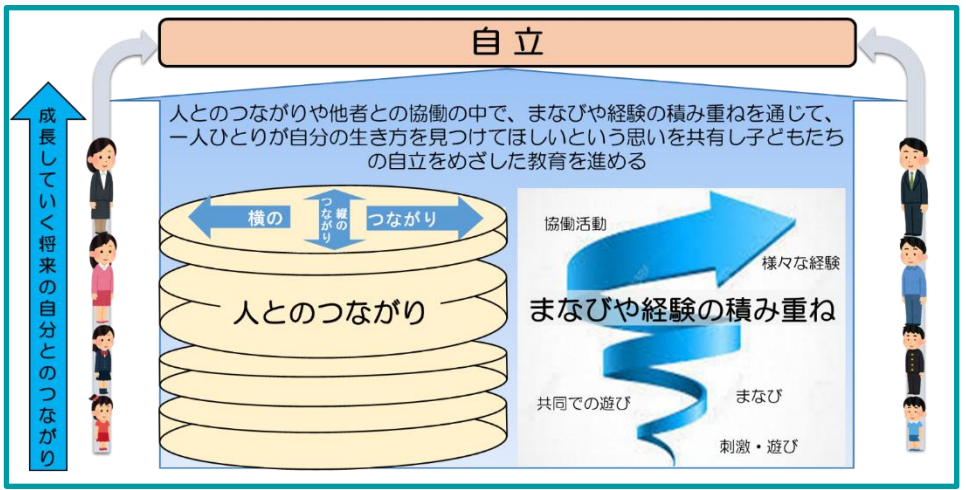 自立
人とのつながりや他者との協働の中で、まなびや経験の積み重ねを通じて、
一人ひとりが自分の生き方を見つけてほしいという思いを共有し子どもたち
の自立をめざした教育を進める
成長していく将来の自分とのつながり
横の
縦の
つながり
つながり
人とのつながり
協働活動
様々な経験
まなびや経験の積み重ね
共同での遊び
まなび
刺激・遊び